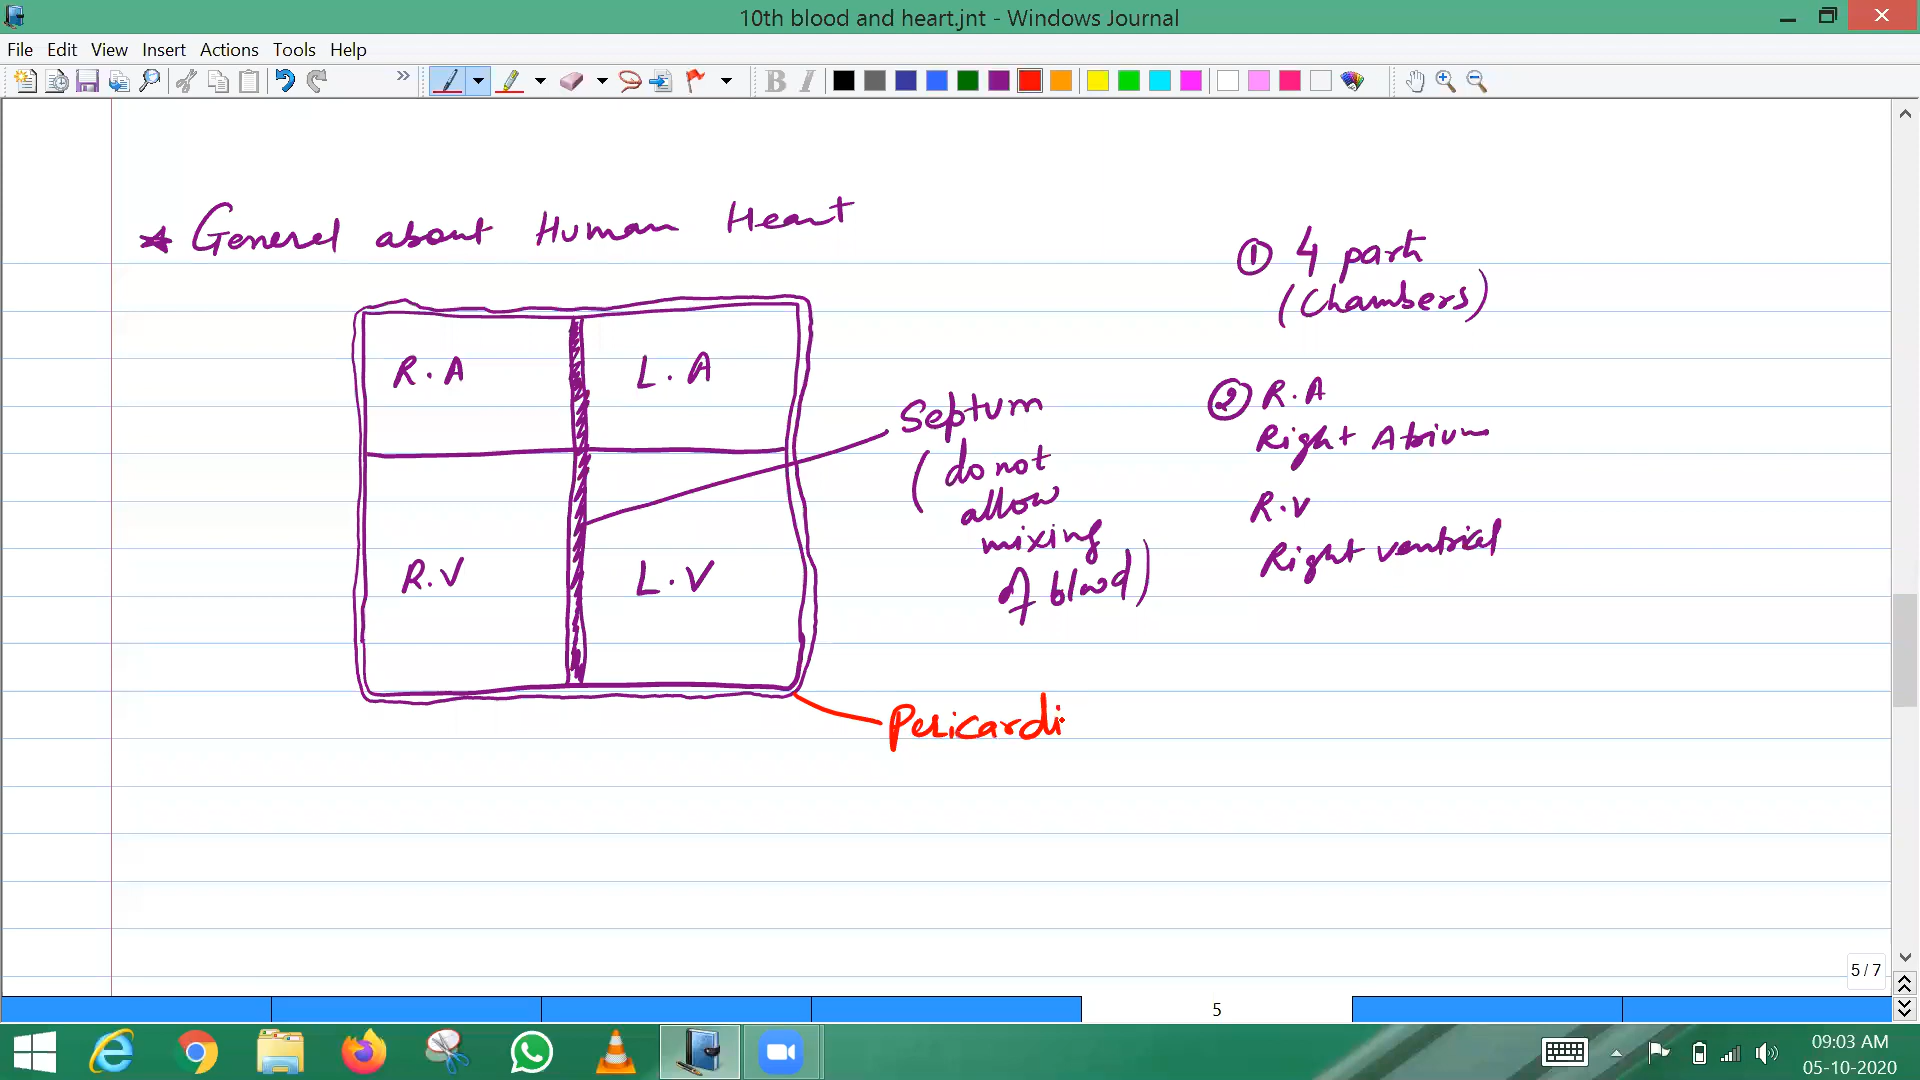 10th blood and heart.jnt - Windows Journal
File Edit View Insert Actions Tools Help
General about Human Heart
R.A
L.A
R.V
L.V
Septum
(do not
allow
mixing
of blood)
Pericardi
① 4 parts
(Chambers)
② R.A
Right Atrium
R.V
Right ventrical
5 / 7
5
09:03 AM
05-10-2020